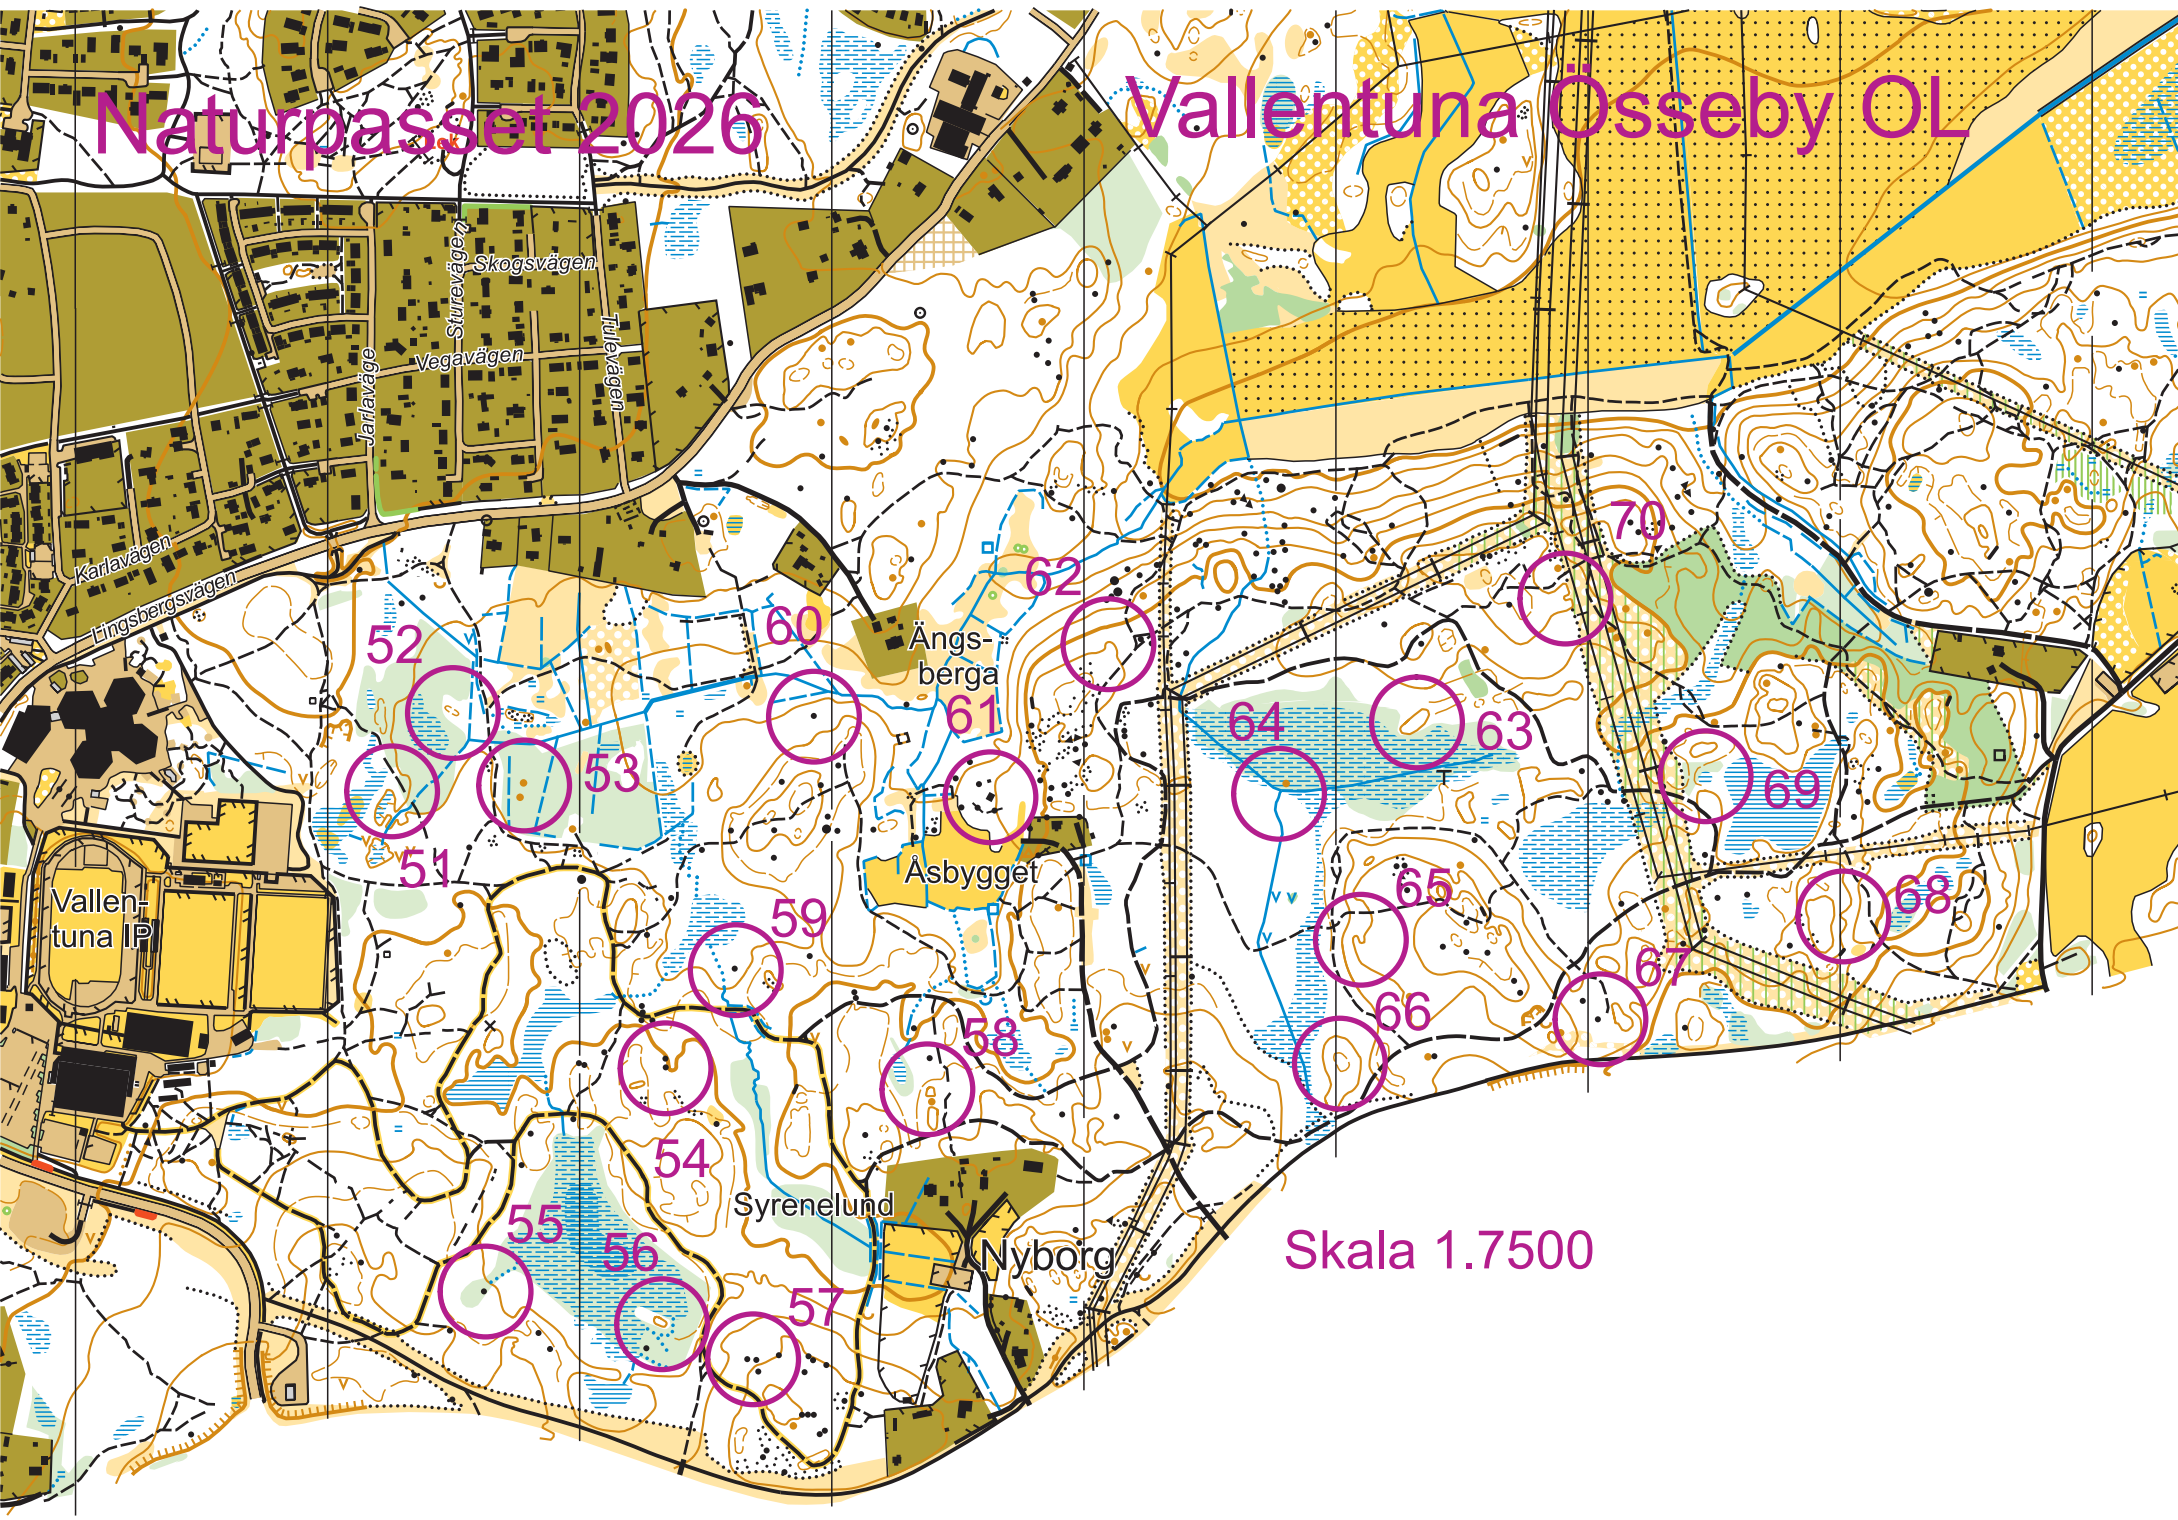 Naturpasset 2026
Vallentuna Össeby OL
Skogsvägen
Sturevägen
Vegavägen
Tulevägen
Jarlaväge
Karlavägen
Lingsbergsvägen
70
62
52
60
Ängs-
berga
61
64
63
53
69
51
Åsbygget
65
68
Vallen-
tuna IP
59
67
66
58
54
Syrenelund
55
56
Nyborg
Skala 1.7500
57